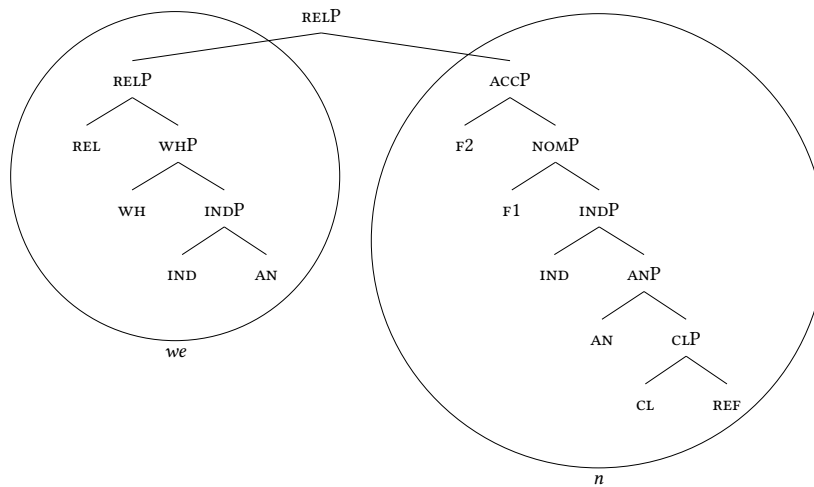 RELP
RELP ACCP
REL WHP F2 NOMP
WH INDP F1 INDP
IND AN IND ANP
we AN CLP
CL REF
n